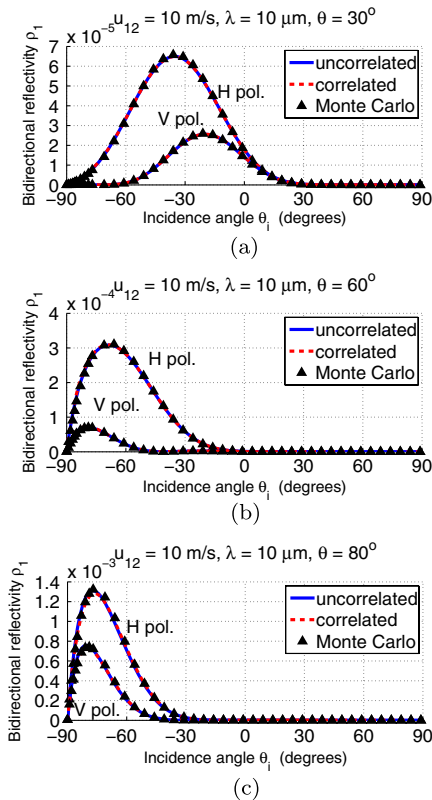 u12 = 10 m/s, λ = 10 μm, θ = 30°
x 10-5
Bidirectional reflectivity ρ1
7
6
5
4
3
2
1
0
H pol.
V pol.
uncorrelated
correlated
Monte Carlo
−90 −60 −30 0 30 60 90
Incidence angle θi (degrees)
(a)
u12 = 10 m/s, λ = 10 μm, θ = 60°
x 10-4
Bidirectional reflectivity ρ1
4
3
2
1
0
H pol.
V pol.
uncorrelated
correlated
Monte Carlo
−90 −60 −30 0 30 60 90
Incidence angle θi (degrees)
(b)
u12 = 10 m/s, λ = 10 μm, θ = 80°
x 10-3
Bidirectional reflectivity ρ1
1.4
1.2
1
0.8
0.6
0.4
0.2
0
H pol.
V pol.
uncorrelated
correlated
Monte Carlo
−90 −60 −30 0 30 60 90
Incidence angle θi (degrees)
(c)